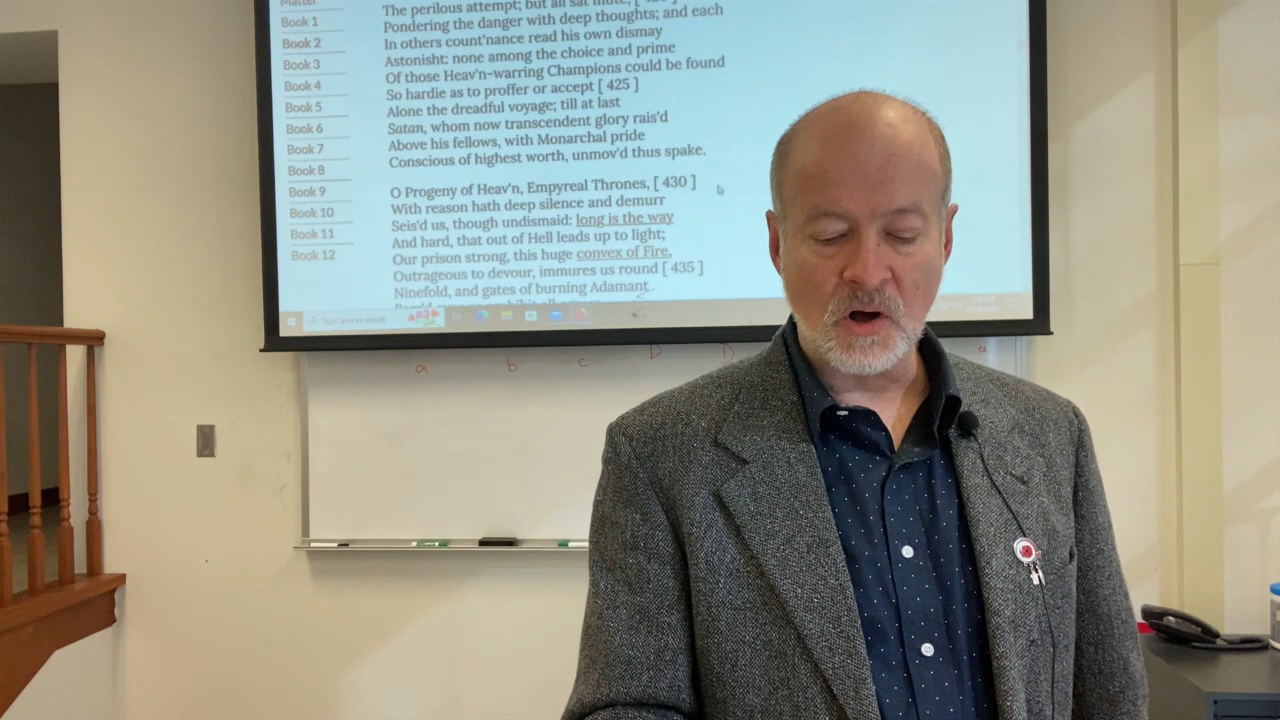 Matter
Book 1
Book 2
Book 3
Book 4
Book 5
Book 6
Book 7
Book 8
Book 9
Book 10
Book 11
Book 12
The perilous attempt; but all sat mute,
Pondering the danger with deep thoughts; and each
In others count'nance read his own dismay
Astonisht: none among the choice and prime
Of those Heav'n-warring Champions could be found
So hardie as to proffer or accept [ 425 ]
Alone the dreadful voyage; till at last
Satan, whom now transcendent glory rais'd
Above his fellows, with Monarchal pride
Conscious of highest worth, unmov'd thus spake.
O Progeny of Heav'n, Empyreal Thrones, [ 430 ]
With reason hath deep silence and demurr
Seis'd us, though undismaid: long is the way
And hard, that out of Hell leads up to light;
Our prison strong, this huge convex of Fire,
Outrageous to devour, immures us round [ 435 ]
Ninefold, and gates of burning Adamant
Type here to search
a b c D D a